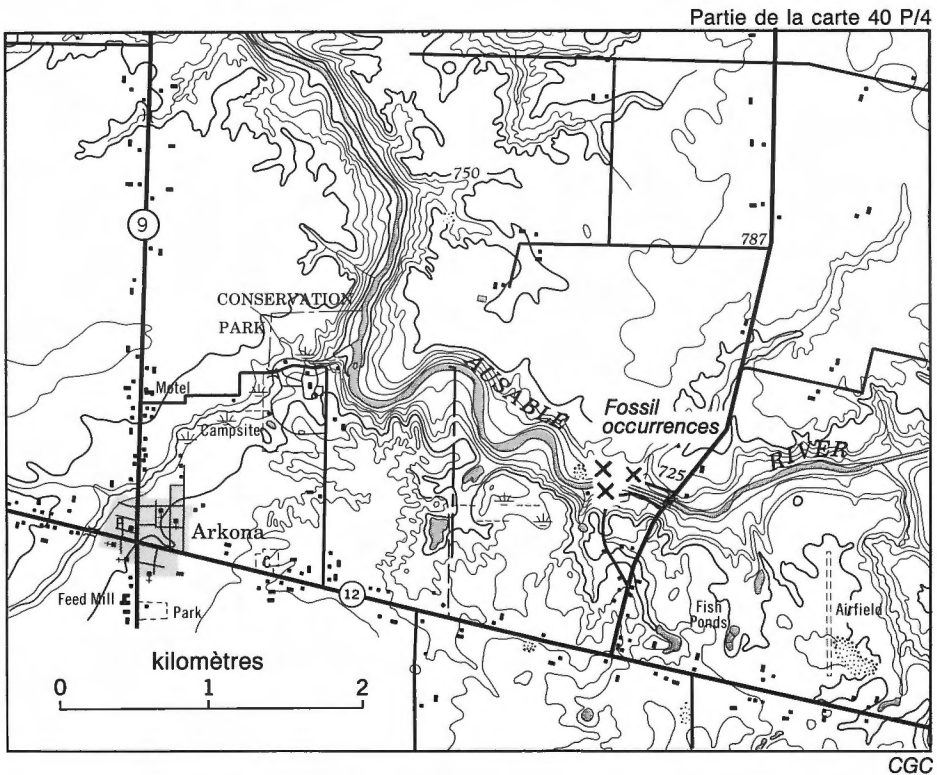 Partie de la carte 40 P/4
750
9
787
CONSERVATION
PARK
AUSABLE
Motel
Fossil
occurrences
Campsite
725
RIVER
Arkona
C
12
Feed Mill
Park
Fish
Ponds
Airfield
kilomètres
0 1 2
CGC